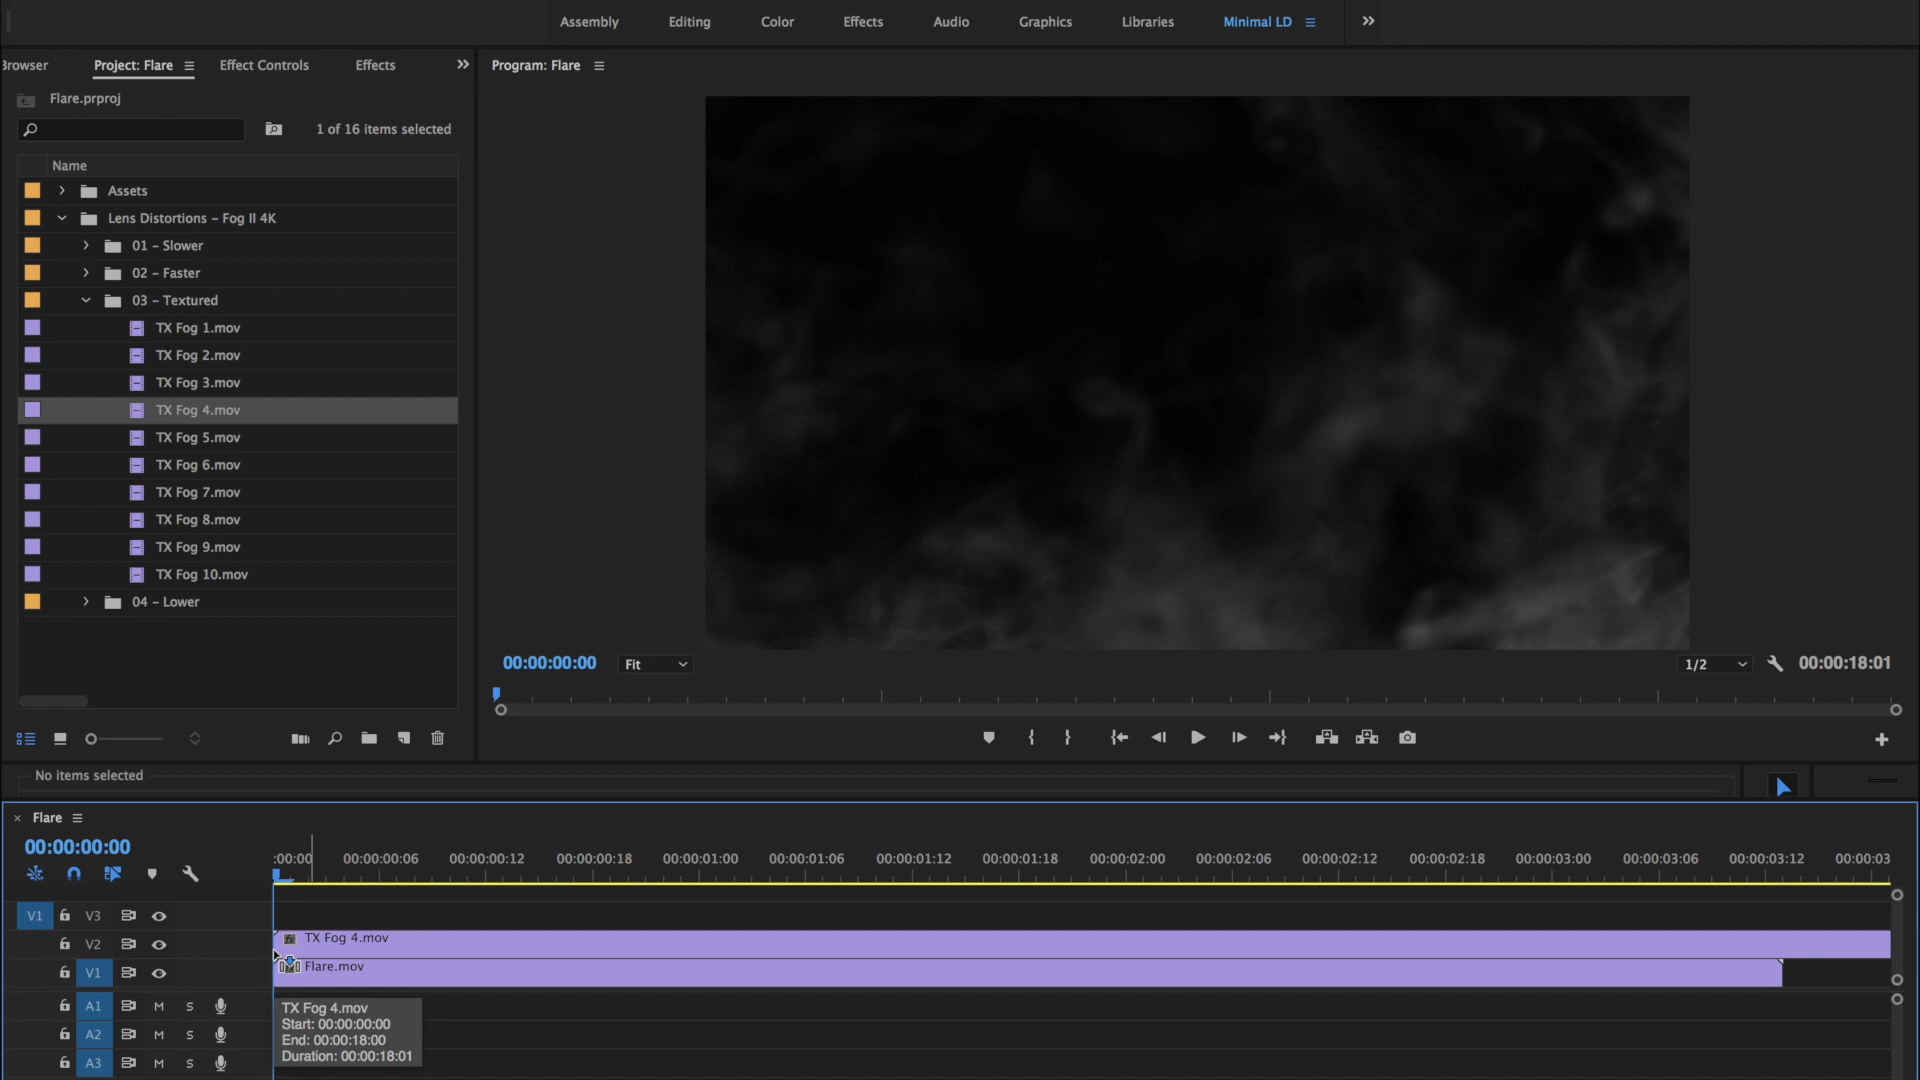 Assembly Editing Color Effects Audio Graphics Libraries Minimal LD
Browser Project: Flare Effect Controls Effects
Program: Flare
Flare.prproj
1 of 16 items selected
Name
Assets
Lens Distortions – Fog II 4K
01 – Slower
02 – Faster
03 – Textured
TX Fog 1.mov
TX Fog 2.mov
TX Fog 3.mov
TX Fog 4.mov
TX Fog 5.mov
TX Fog 6.mov
TX Fog 7.mov
TX Fog 8.mov
TX Fog 9.mov
TX Fog 10.mov
04 – Lower
00:00:00:00 Fit 1/2 00:00:18:01
No items selected
Flare
00:00:00:00
:00:00 00:00:00:06 00:00:00:12 00:00:00:18 00:00:01:00 00:00:01:06 00:00:01:12 00:00:01:18 00:00:02:00 00:00:02:06 00:00:02:12 00:00:02:18 00:00:03:00 00:00:03:06 00:00:03:12 00:00:03
V1 V3
V2 fx TX Fog 4.mov
V1 Flare.mov
A1 M S
A2 M S
A3 M S
TX Fog 4.mov
Start: 00:00:00:00
End: 00:00:18:00
Duration: 00:00:18:01